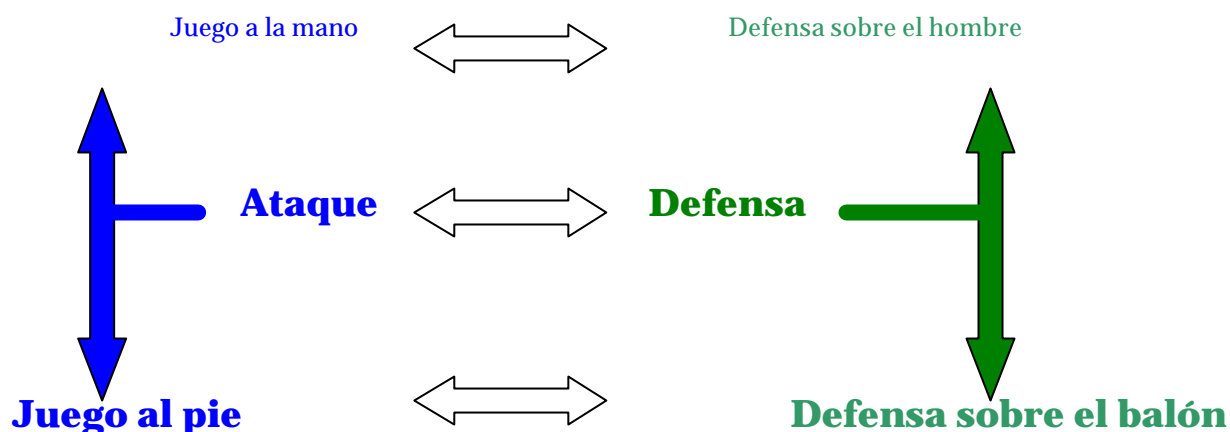 Juego a la mano
Defensa sobre el hombre
Ataque
Defensa
Juego al pie
Defensa sobre el balón